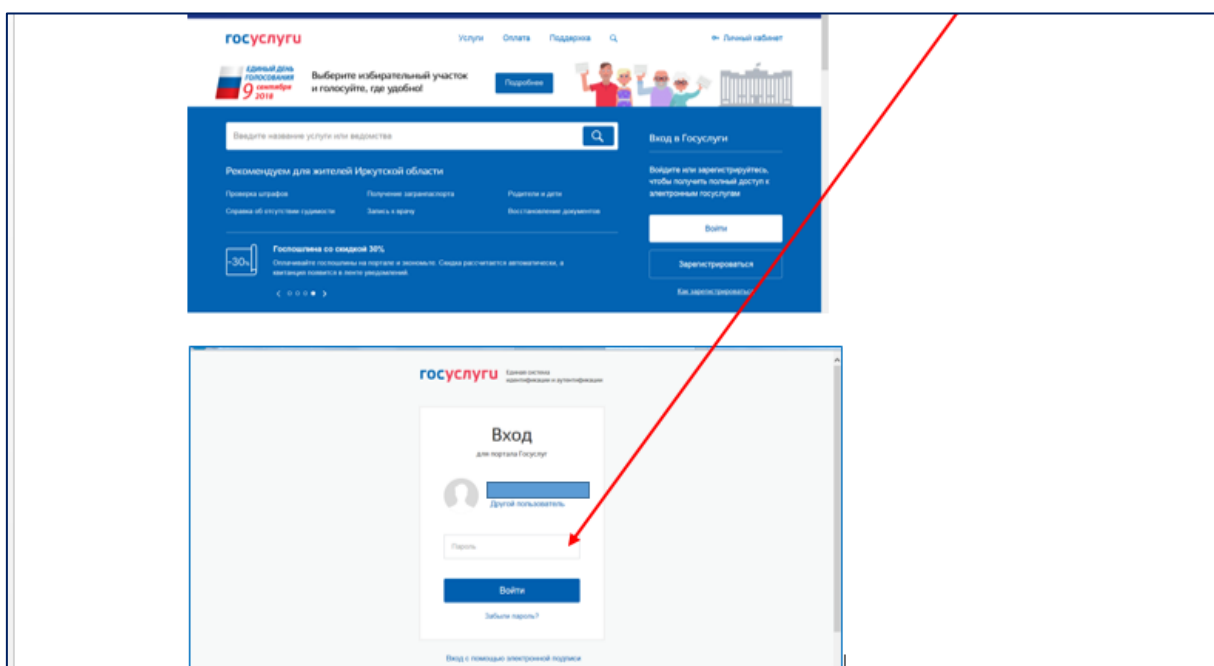 госуслуги
Услуги Оплата Поддержка Личный кабинет
ЕДИНЫЙ ДЕНЬ
ГОЛОСОВАНИЯ
9 сентября
2018
Выберите избирательный участок
и голосуйте, где удобно!
Подробнее
Введите название услуги или ведомства
Рекомендуем для жителей Иркутской области
Проверка штрафов Получение загранпаспорта Родители и дети
Справка об отсутствии судимости Запись к врачу Восстановление документов
-30%
Госпошлина со скидкой 30%
Оплачивайте госпошлины на портале и экономьте. Скидка рассчитается автоматически, а
квитанция появится в ленте уведомлений.
Вход в Госуслуги
Войдите или зарегистрируйтесь,
чтобы получить полный доступ к
электронным госуслугам
Войти
Зарегистрироваться
Как зарегистрироваться
госуслуги
Единая система
идентификации и аутентификации
Вход
для портала Госуслуг
Другой пользователь
Пароль
Войти
Забыли пароль?
Вход с помощью электронной подписи